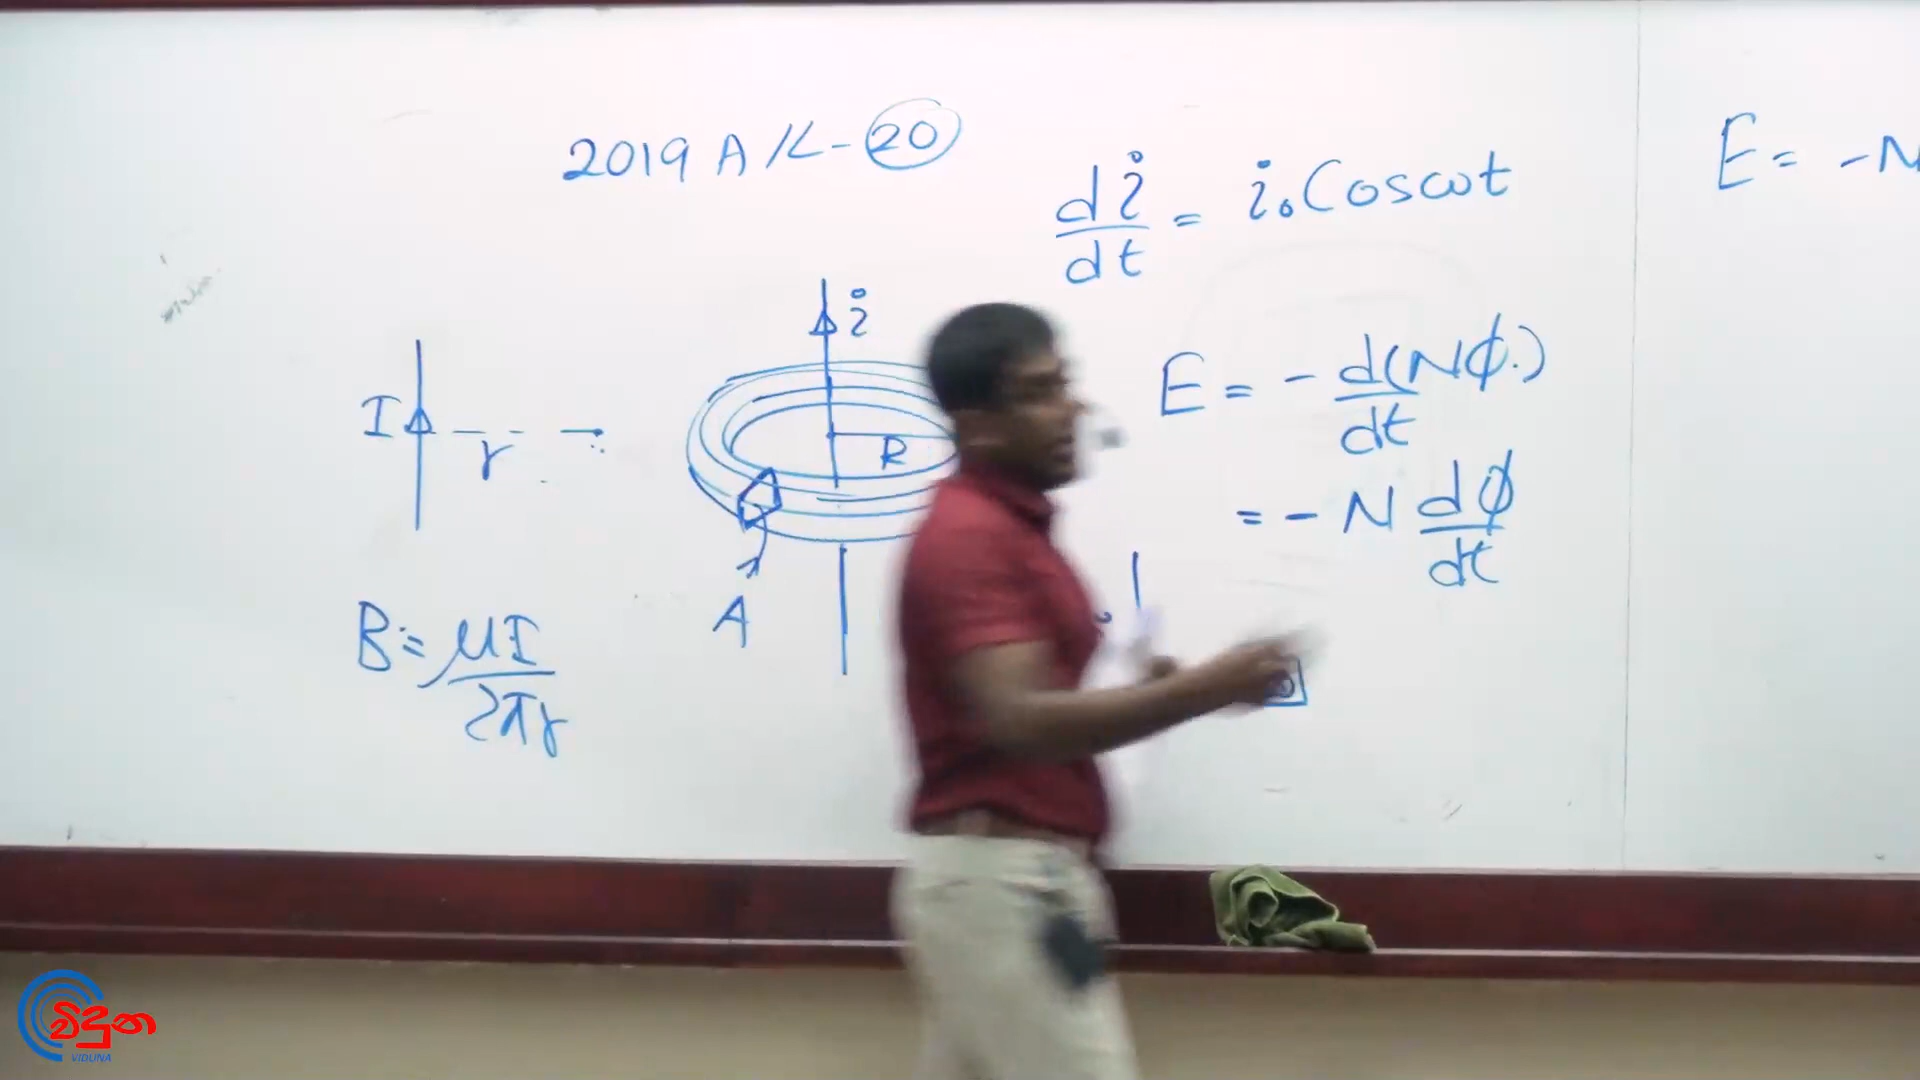 2019 A/L - 20
di/dt = i₀ Cos ωt
E = -N
i
I
r
R
A
E = - d(Nϕ)/dt
= - N dϕ/dt
B = μI/2πr
විදුන
VIDUNA